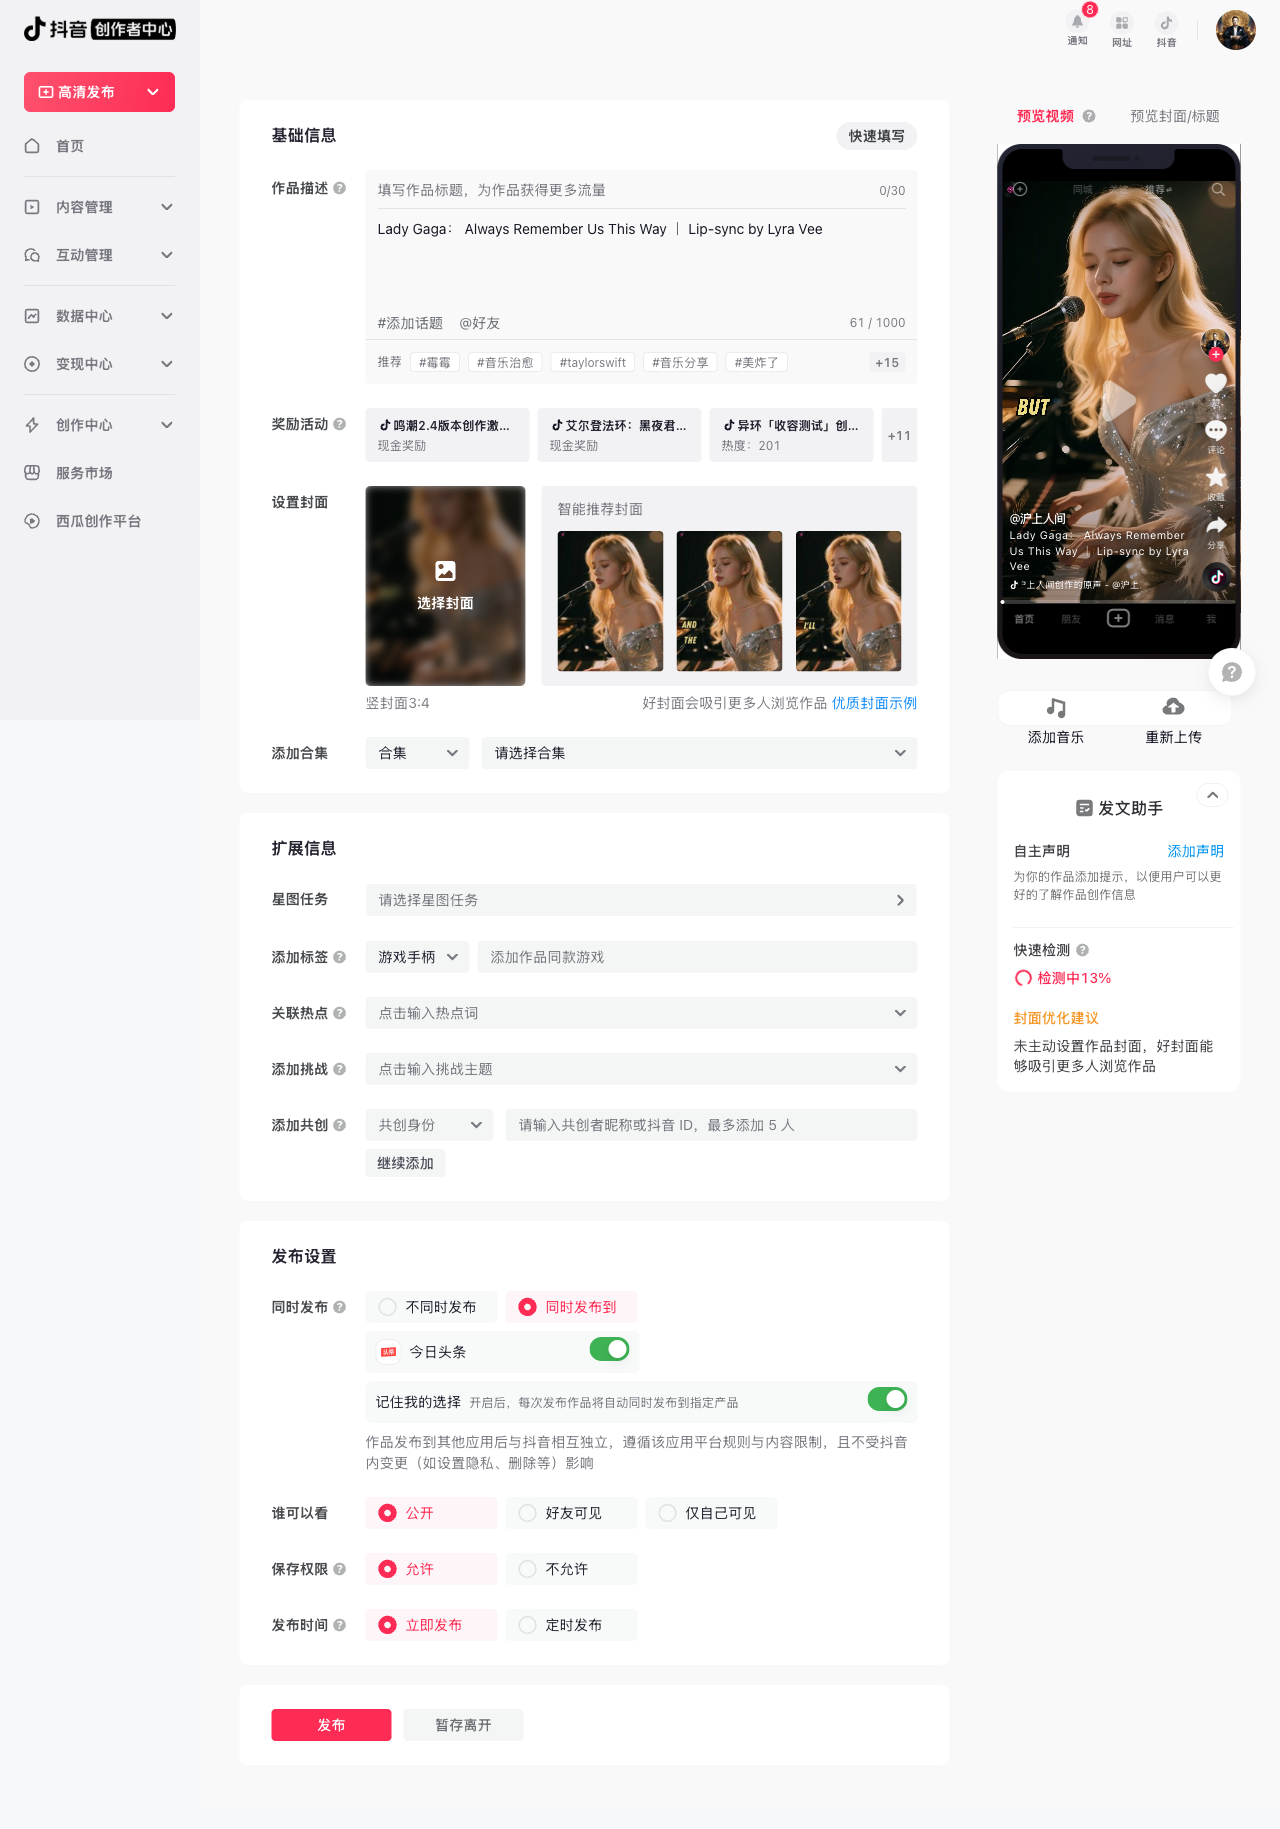 抖音 创作者中心
8
通知
网址
抖音
高清发布
首页
内容管理
互动管理
数据中心
变现中心
创作中心
服务市场
西瓜创作平台
基础信息
快速填写
作品描述
填写作品标题，为作品获得更多流量
0/30
Lady Gaga： Always Remember Us This Way ｜ Lip-sync by Lyra Vee
#添加话题 @好友
61 / 1000
推荐 #霉霉 #音乐治愈 #taylorswift #音乐分享 #美炸了 +15
奖励活动
鸣潮2.4版本创作激...
现金奖励
艾尔登法环：黑夜君...
现金奖励
异环「收容测试」创...
热度：201
+11
设置封面
选择封面
智能推荐封面
AND
THE
I'LL
竖封面3:4
好封面会吸引更多人浏览作品 优质封面示例
添加合集
合集
请选择合集
扩展信息
星图任务
请选择星图任务
添加标签
游戏手柄
添加作品同款游戏
关联热点
点击输入热点词
添加挑战
点击输入挑战主题
添加共创
共创身份
请输入共创者昵称或抖音 ID，最多添加 5 人
继续添加
发布设置
同时发布
不同时发布
同时发布到
头条
今日头条
记住我的选择 开启后，每次发布作品将自动同时发布到指定产品
作品发布到其他应用后与抖音相互独立，遵循该应用平台规则与内容限制，且不受抖音
内变更（如设置隐私、删除等）影响
谁可以看
公开
好友可见
仅自己可见
保存权限
允许
不允许
发布时间
立即发布
定时发布
发布
暂存离开
预览视频
预览封面/标题
同城
推荐
BUT
赞
评论
收藏
分享
@沪上人间
Lady Gaga： Always Remember
Us This Way ｜ Lip-sync by Lyra
Vee
上人间创作的原声 - @沪上
首页
朋友
消息
我
添加音乐
重新上传
发文助手
自主声明
添加声明
为你的作品添加提示，以便用户可以更
好的了解作品创作信息
快速检测
检测中13%
封面优化建议
未主动设置作品封面，好封面能
够吸引更多人浏览作品